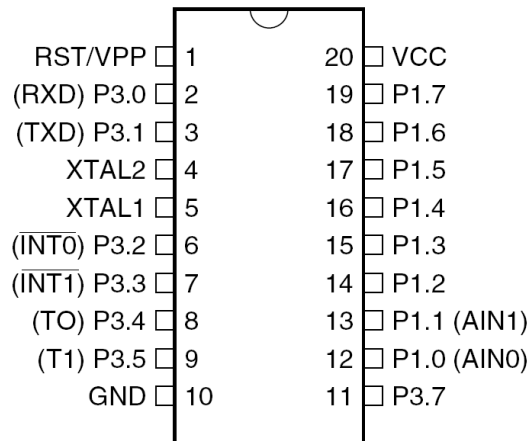 RST/VPP 1 20 VCC
(RXD) P3.0 2 19 P1.7
(TXD) P3.1 3 18 P1.6
XTAL2 4 17 P1.5
XTAL1 5 16 P1.4
(I̅N̅T̅0̅) P3.2 6 15 P1.3
(I̅N̅T̅1̅) P3.3 7 14 P1.2
(TO) P3.4 8 13 P1.1 (AIN1)
(T1) P3.5 9 12 P1.0 (AIN0)
GND 10 11 P3.7